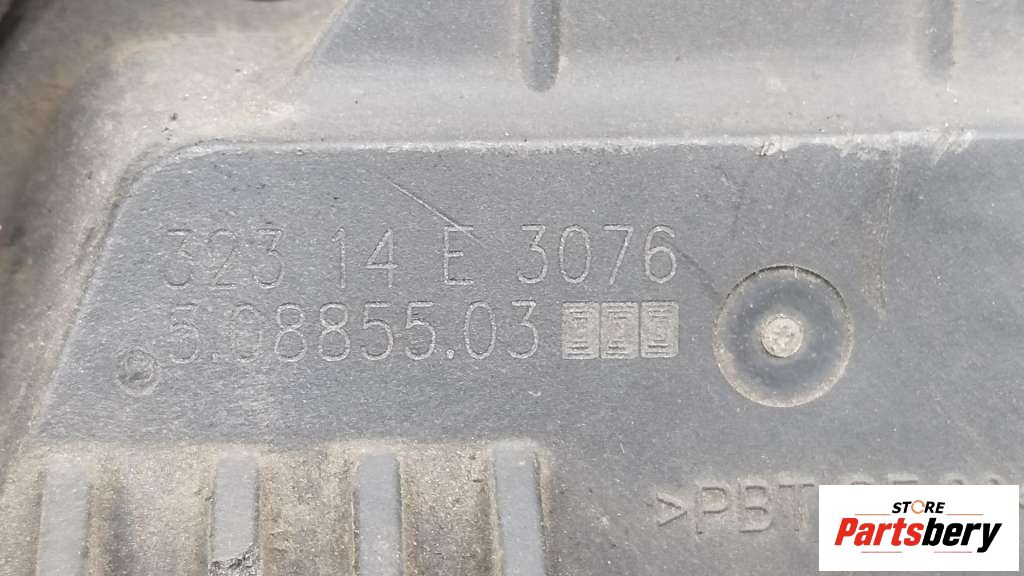 323 14 E 3076
5.08855.03
>PBT
STORE
Partsbery